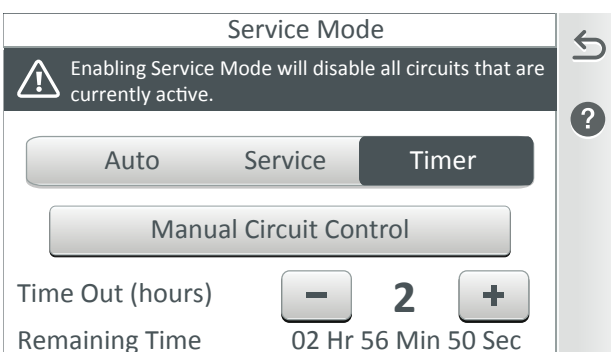 Service Mode
Enabling Service Mode will disable all circuits that are
currently active.
?
Auto Service Timer
Manual Circuit Control
Time Out (hours) − 2 +
Remaining Time 02 Hr 56 Min 50 Sec